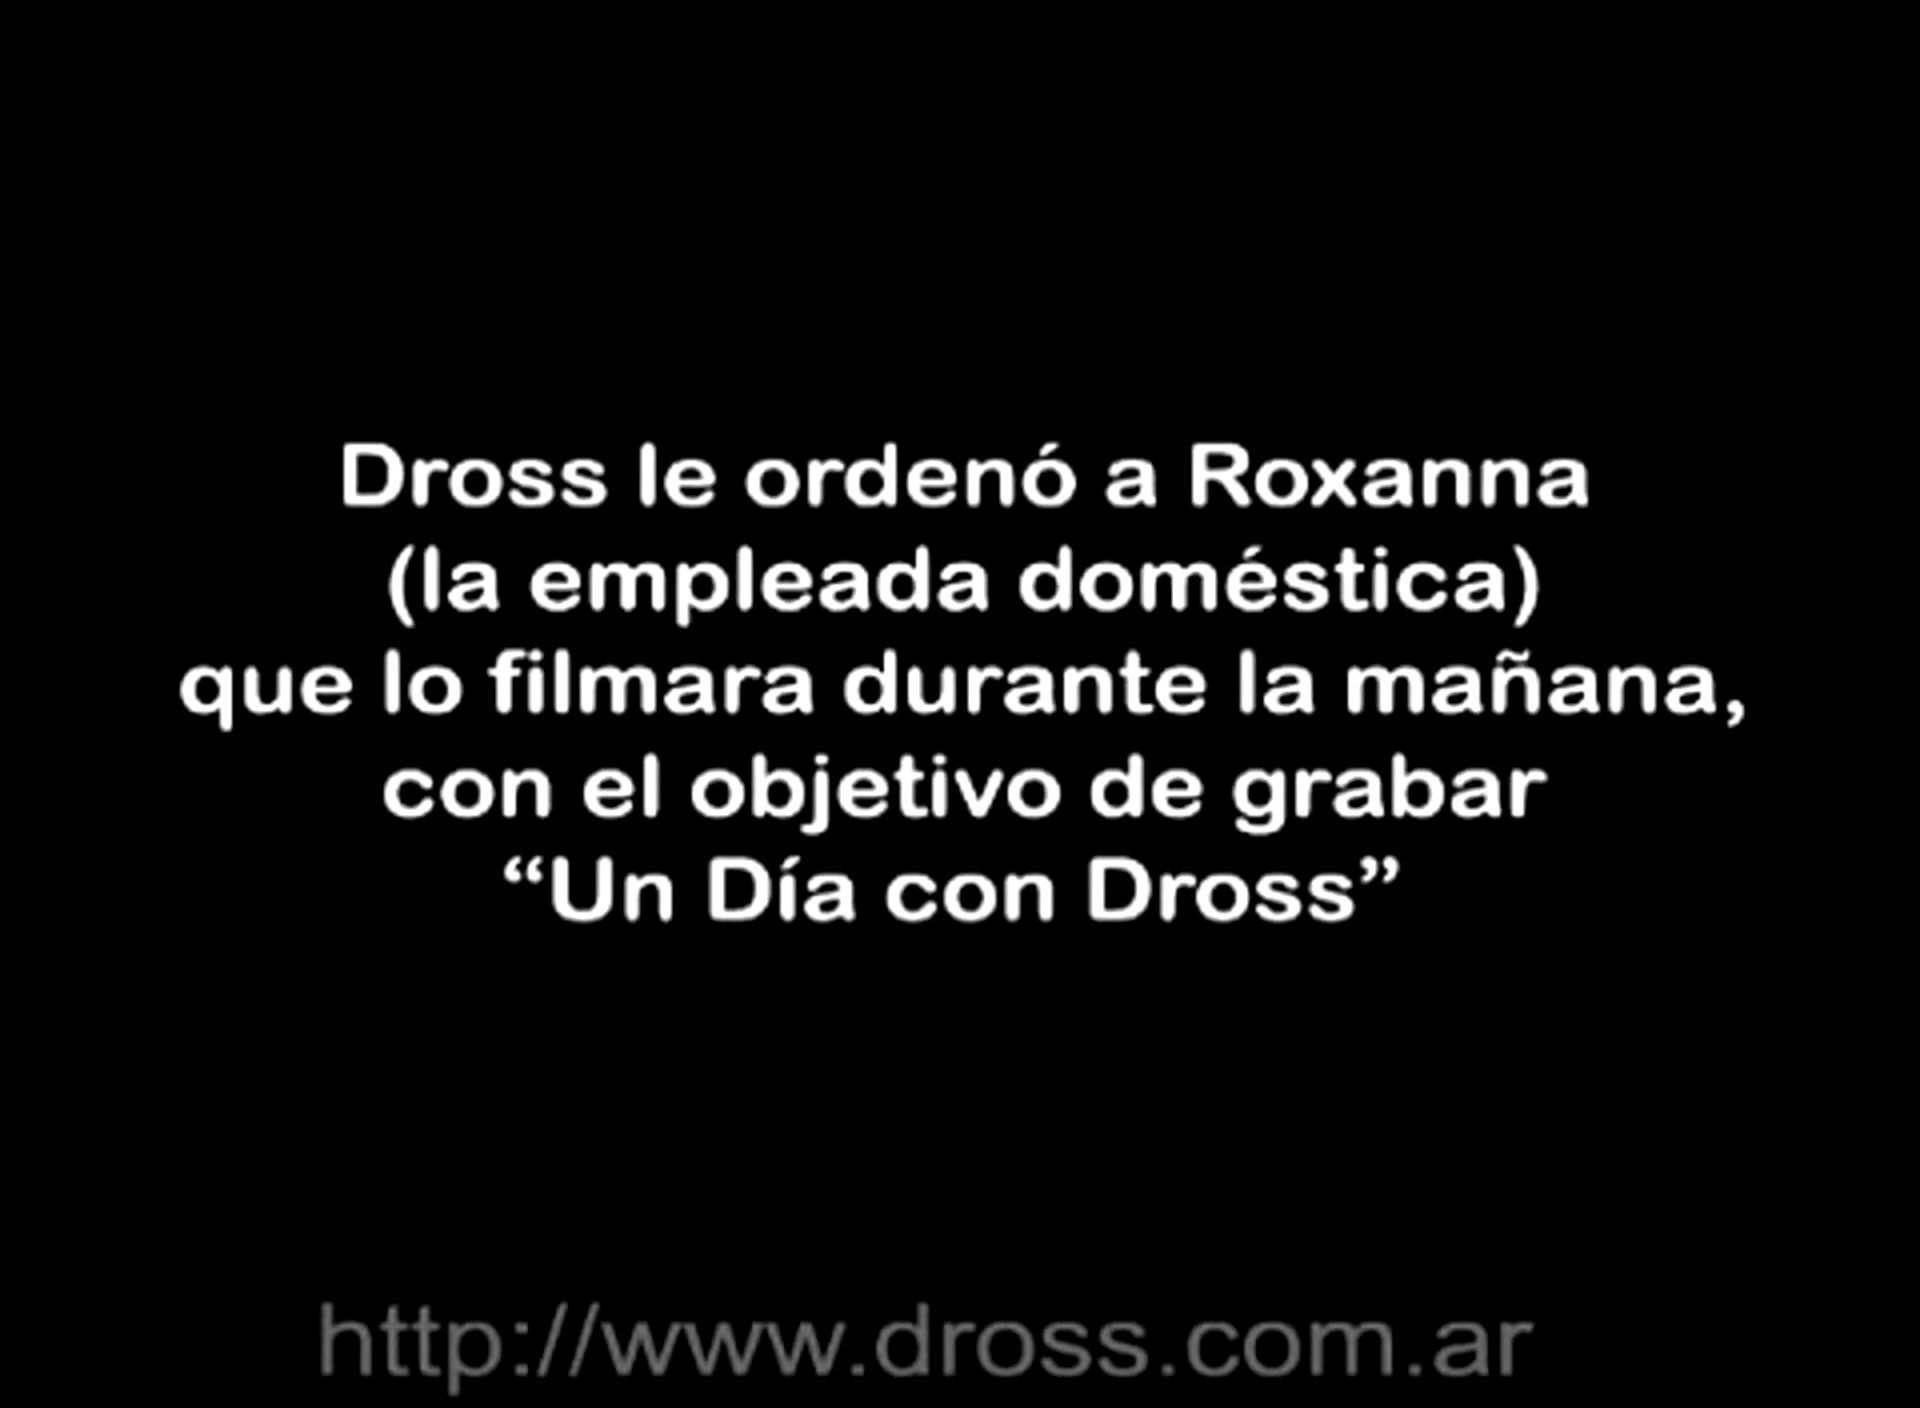 Dross le ordenó a Roxanna
(la empleada doméstica)
que lo filmara durante la mañana,
con el objetivo de grabar
“Un Día con Dross”
http://www.dross.com.ar